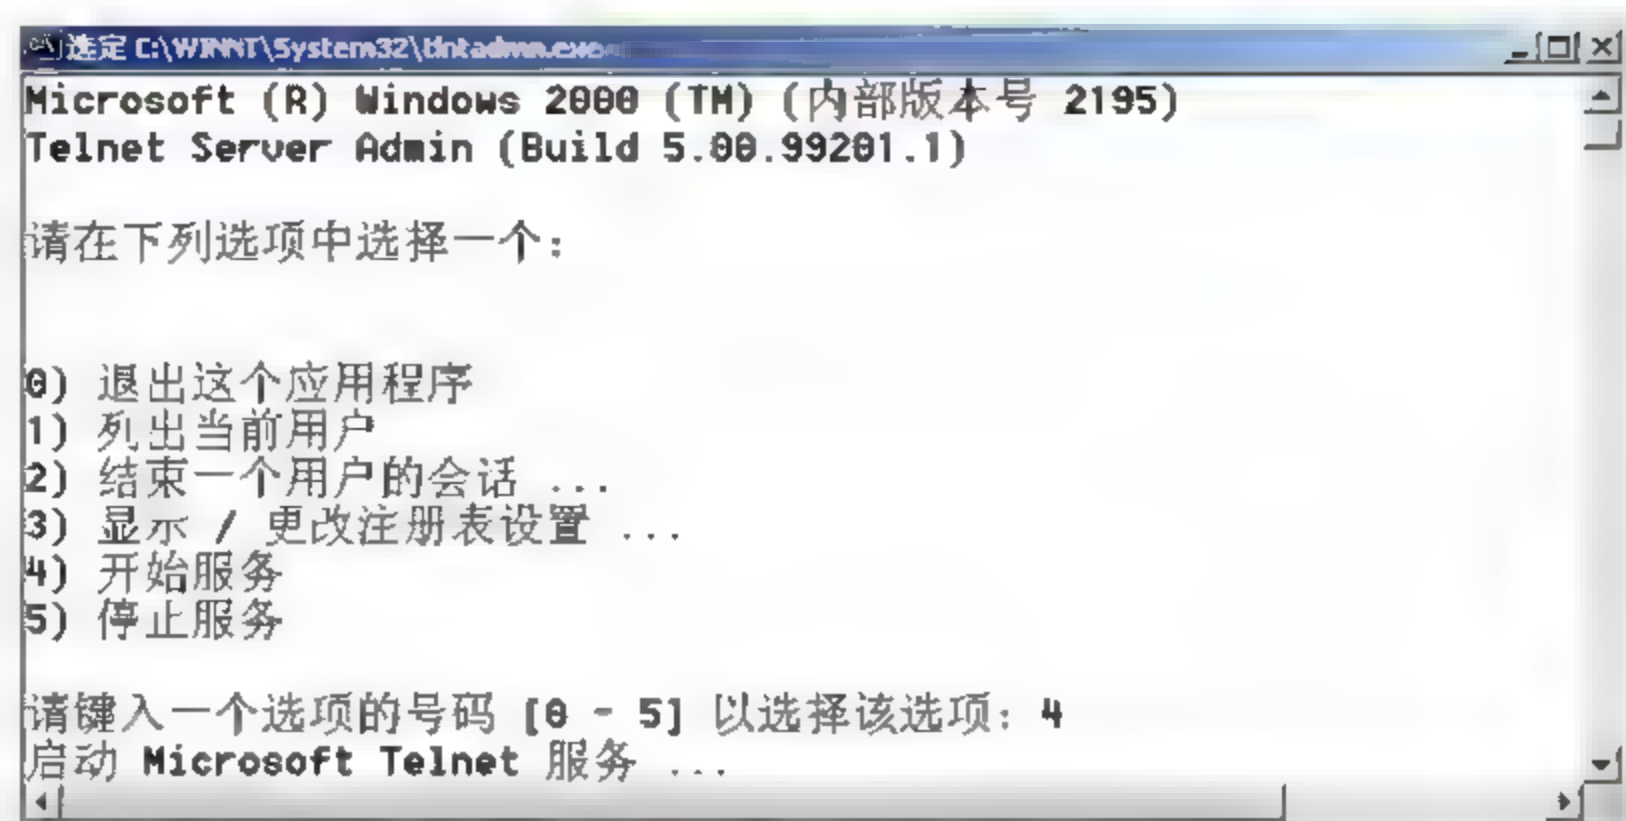 选定 C:\WINNT\System32\tlntadmn.exe
Microsoft (R) Windows 2000 (TM) (内部版本号 2195)
Telnet Server Admin (Build 5.00.99201.1)
请在下列选项中选择一个：
0) 退出这个应用程序
1) 列出当前用户
2) 结束一个用户的会话 ...
3) 显示 / 更改注册表设置 ...
4) 开始服务
5) 停止服务
请键入一个选项的号码 [0 - 5] 以选择该选项: 4
启动 Microsoft Telnet 服务 ...